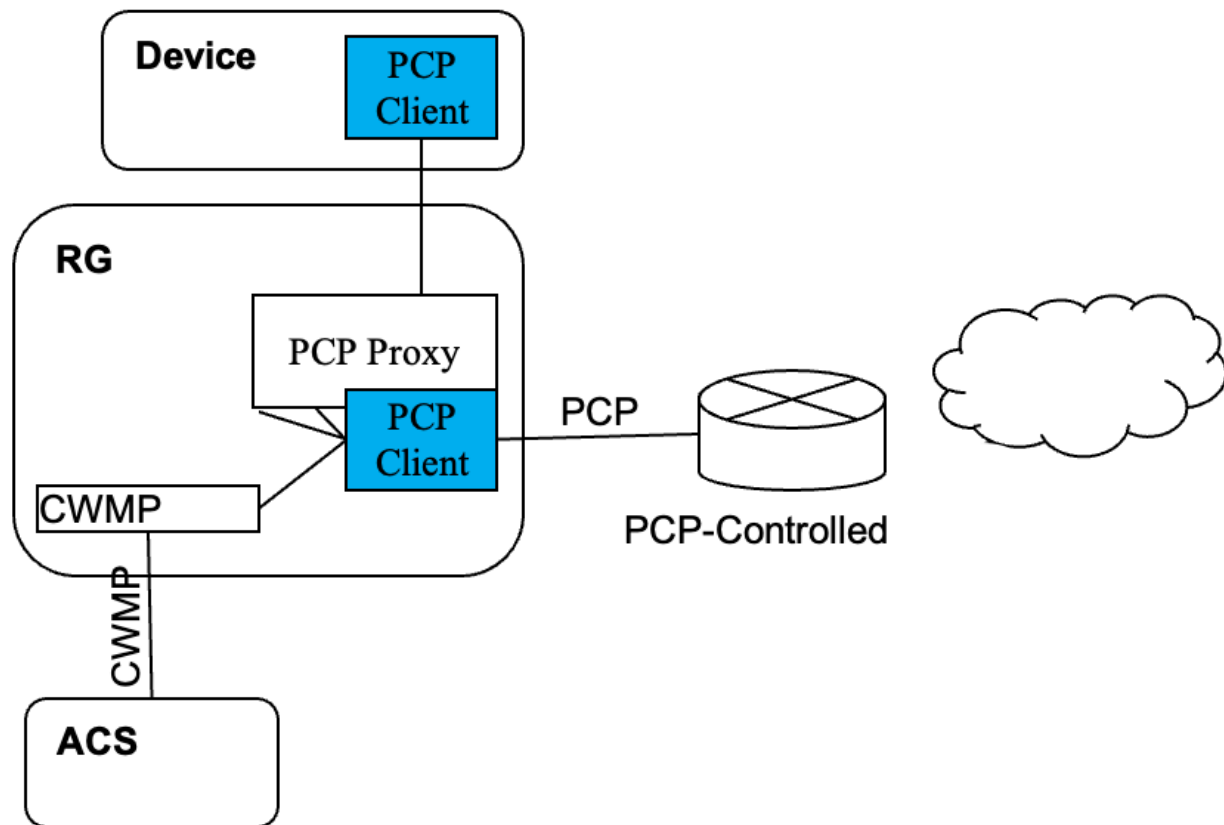 Device
PCP
Client
RG
PCP Proxy
PCP
Client
PCP
CWMP
PCP-Controlled
CWMP
ACS